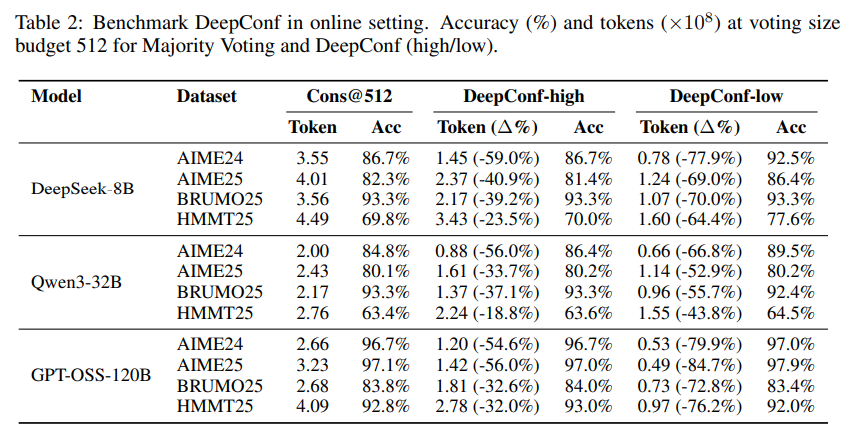 Table 2: Benchmark DeepConf in online setting. Accuracy (%) and tokens (×10⁸) at voting size
budget 512 for Majority Voting and DeepConf (high/low).
Model Dataset Cons@512 DeepConf-high DeepConf-low
Token Acc Token (Δ%) Acc Token (Δ%) Acc
AIME24 3.55 86.7% 1.45 (-59.0%) 86.7% 0.78 (-77.9%) 92.5%
AIME25 4.01 82.3% 2.37 (-40.9%) 81.4% 1.24 (-69.0%) 86.4%
DeepSeek-8B
BRUMO25 3.56 93.3% 2.17 (-39.2%) 93.3% 1.07 (-70.0%) 93.3%
HMMT25 4.49 69.8% 3.43 (-23.5%) 70.0% 1.60 (-64.4%) 77.6%
AIME24 2.00 84.8% 0.88 (-56.0%) 86.4% 0.66 (-66.8%) 89.5%
AIME25 2.43 80.1% 1.61 (-33.7%) 80.2% 1.14 (-52.9%) 80.2%
Qwen3-32B
BRUMO25 2.17 93.3% 1.37 (-37.1%) 93.3% 0.96 (-55.7%) 92.4%
HMMT25 2.76 63.4% 2.24 (-18.8%) 63.6% 1.55 (-43.8%) 64.5%
AIME24 2.66 96.7% 1.20 (-54.6%) 96.7% 0.53 (-79.9%) 97.0%
AIME25 3.23 97.1% 1.42 (-56.0%) 97.0% 0.49 (-84.7%) 97.9%
GPT-OSS-120B
BRUMO25 2.68 83.8% 1.81 (-32.6%) 84.0% 0.73 (-72.8%) 83.4%
HMMT25 4.09 92.8% 2.78 (-32.0%) 93.0% 0.97 (-76.2%) 92.0%